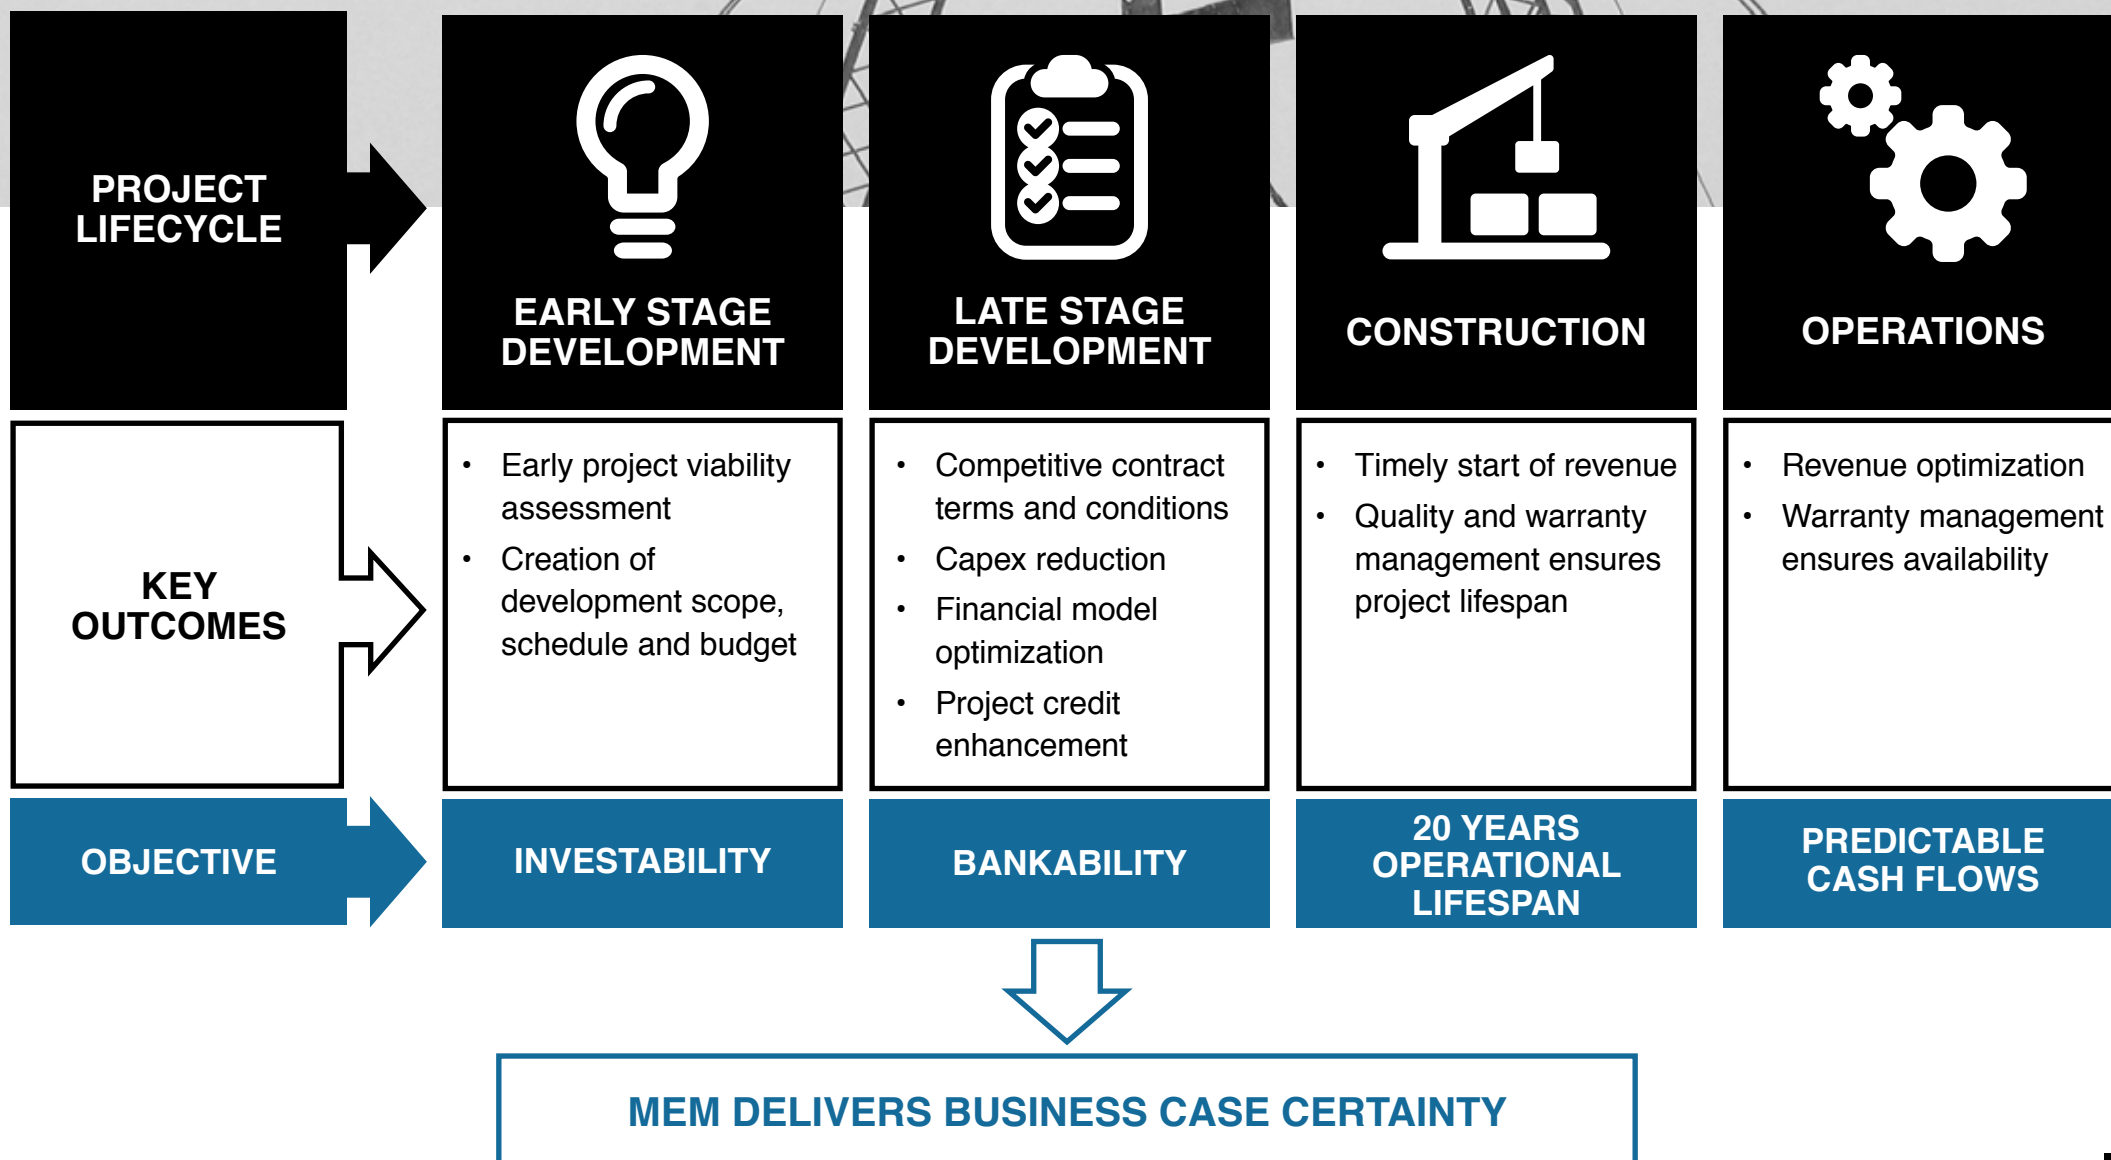 PROJECT
LIFECYCLE
EARLY STAGE
DEVELOPMENT
LATE STAGE
DEVELOPMENT
CONSTRUCTION
OPERATIONS
KEY
OUTCOMES
• Early project viability
assessment
• Creation of
development scope,
schedule and budget
• Competitive contract
terms and conditions
• Capex reduction
• Financial model
optimization
• Project credit
enhancement
• Timely start of revenue
• Quality and warranty
management ensures
project lifespan
• Revenue optimization
• Warranty management
ensures availability
OBJECTIVE
INVESTABILITY
BANKABILITY
20 YEARS
OPERATIONAL
LIFESPAN
PREDICTABLE
CASH FLOWS
MEM DELIVERS BUSINESS CASE CERTAINTY